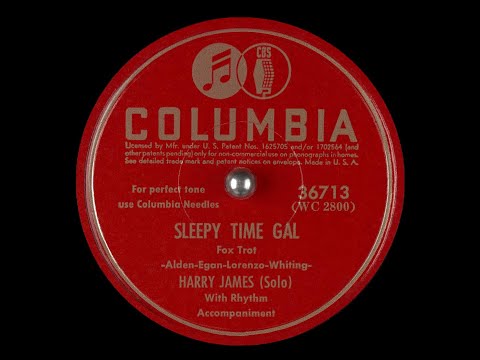 CBS
COLUMBIA
Licensed by Mfr. under U. S. Patent Nos. 1625705 and/or 1702564 (and
other patents pending) only for non-commercial use on phonographs in homes.
See detailed trade mark and patent notices on envelope. Made in U. S. A.
For perfect tone
use Columbia Needles
36713
(WC 2800)
SLEEPY TIME GAL
Fox Trot
-Alden-Egan-Lorenzo-Whiting-
HARRY JAMES (Solo)
With Rhythm
Accompaniment